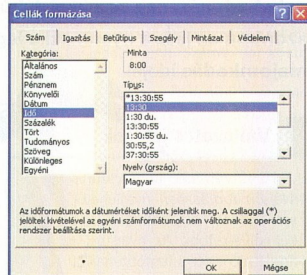 Cellák formázása
Szám Igazítás Betűtípus Szegély Mintázat Védelem
Kategória:
Általános
Szám
Pénznem
Könyvelői
Dátum
Idő
Százalék
Tört
Tudományos
Szöveg
Különleges
Egyéni
Minta
8:00
Típus:
*13:30:55
13:30
1:30 du.
13:30:55
1:30:55 du.
30:55,2
37:30:55
Nyelv (ország):
Magyar
Az időformátumok a dátumértéket időként jelenítik meg. A csillaggal (*)
jelöltek kivételével az egyéni számformátumok nem változnak az operációs
rendszer beállítása szerint.
OK Mégse